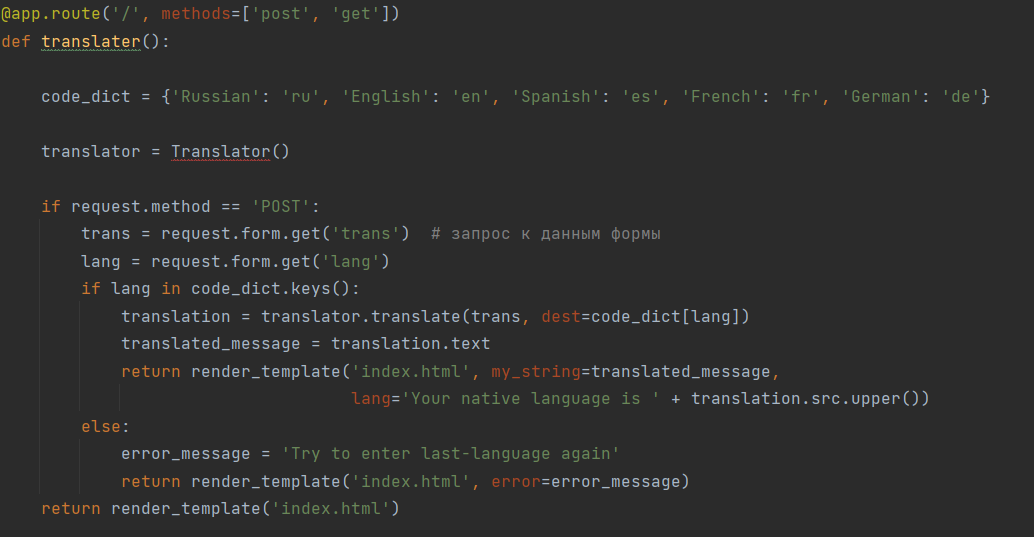 @app.route('/', methods=['post', 'get'])
def translater():
code_dict = {'Russian': 'ru', 'English': 'en', 'Spanish': 'es', 'French': 'fr', 'German': 'de'}
translator = Translator()
if request.method == 'POST':
trans = request.form.get('trans')  # запрос к данным формы
lang = request.form.get('lang')
if lang in code_dict.keys():
translation = translator.translate(trans, dest=code_dict[lang])
translated_message = translation.text
return render_template('index.html', my_string=translated_message,
lang='Your native language is ' + translation.src.upper())
else:
error_message = 'Try to enter last-language again'
return render_template('index.html', error=error_message)
return render_template('index.html')